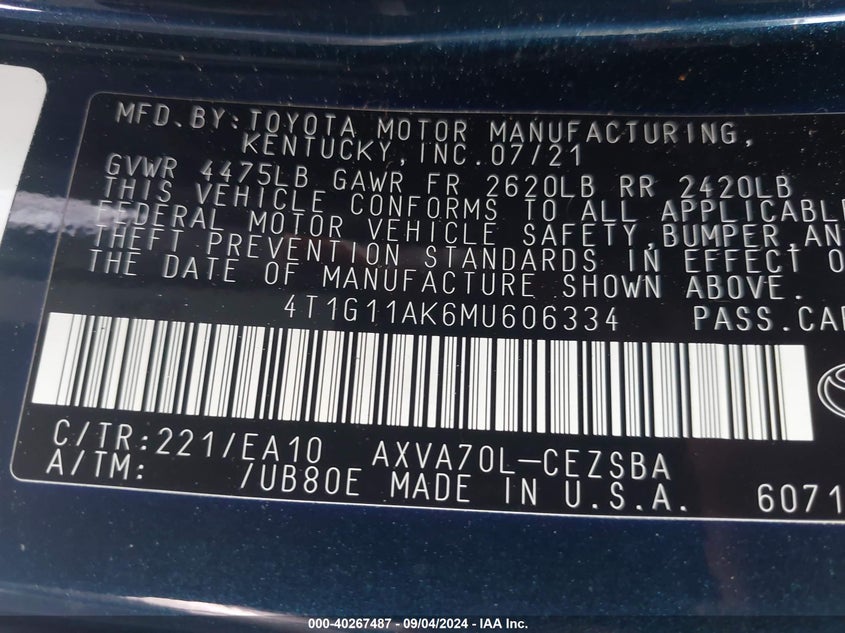 MFD.BY:TOYOTA MOTOR MANUFACTURING,
KENTUCKY,INC.07/21
GVWR 4475LB GAWR FR 2620LB RR 2420LB
THIS VEHICLE CONFORMS TO ALL APPLICABLE
FEDERAL MOTOR VEHICLE SAFETY,BUMPER,AN
THEFT PREVENTION STANDARDS IN EFFECT O
THE DATE OF MANUFACTURE SHOWN ABOVE.
4T1G11AK6MU606334 PASS.CAR
C/TR:221/EA10 AXVA70L-CEZSBA
A/TM: /UB80E MADE IN U.S.A. 6071
000-40267487 - 09/04/2024 - IAA Inc.